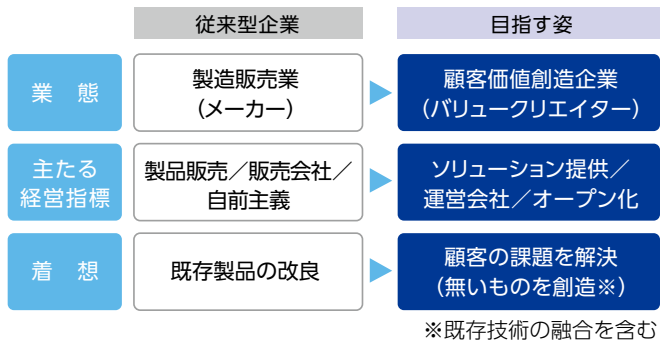 従来型企業
目指す姿
業 態
製造販売業
(メーカー)
顧客価値創造企業
(バリュークリエイター)
主たる
経営指標
製品販売／販売会社／
自前主義
ソリューション提供／
運営会社／オープン化
着 想
既存製品の改良
顧客の課題を解決
(無いものを創造※)
※既存技術の融合を含む